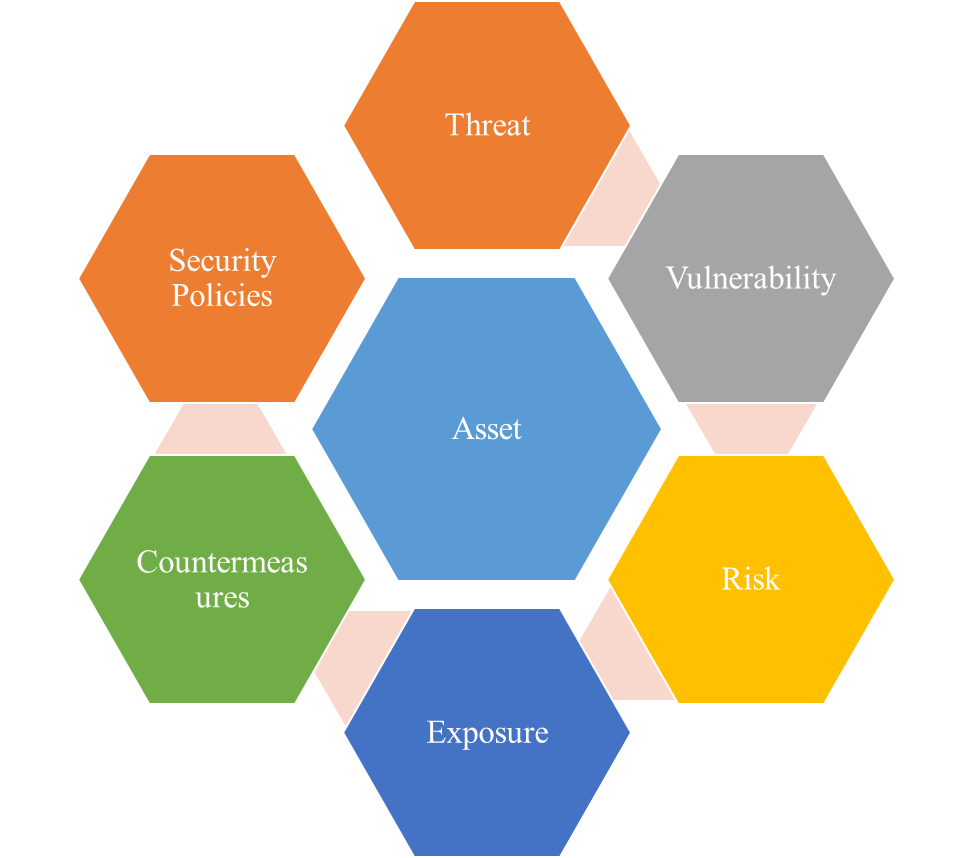 Threat
Security
Policies
Vulnerability
Asset
Countermeas
ures
Risk
Exposure